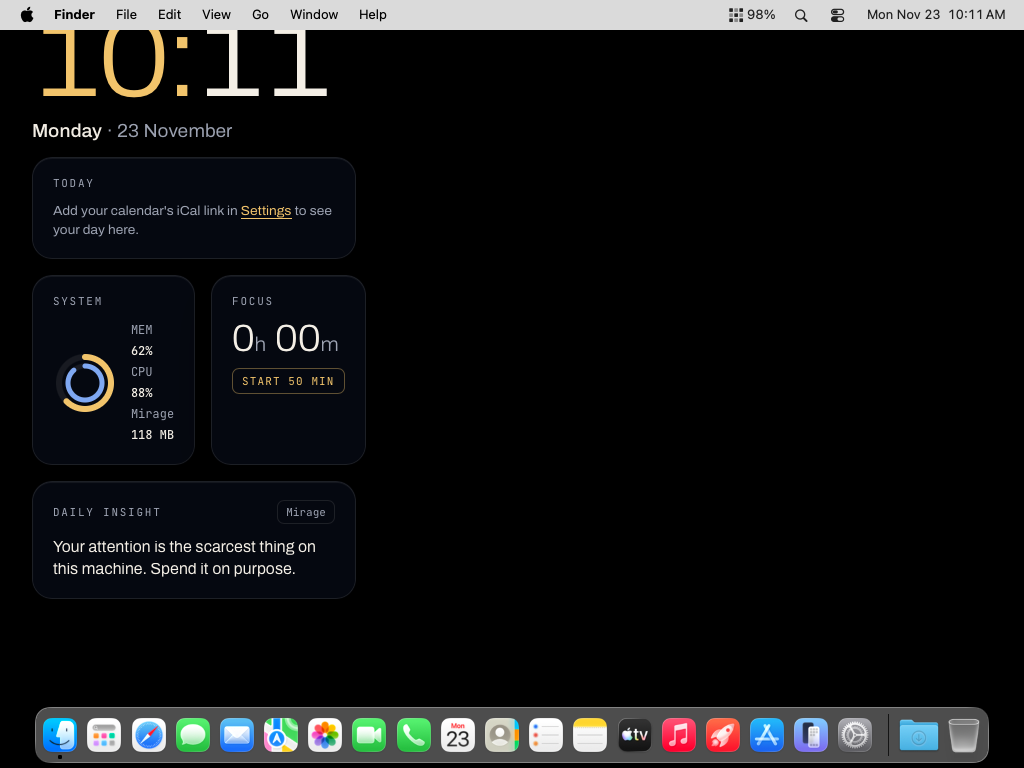 Finder File Edit View Go Window Help 98% Mon Nov 23 10:11 AM
10:11
Monday · 23 November
TODAY
Add your calendar's iCal link in Settings to see
your day here.
SYSTEM
MEM
62%
CPU
88%
Mirage
118 MB
FOCUS
0h 00m
START 50 MIN
DAILY INSIGHT Mirage
Your attention is the scarcest thing on
this machine. Spend it on purpose.
Mon
23
tv